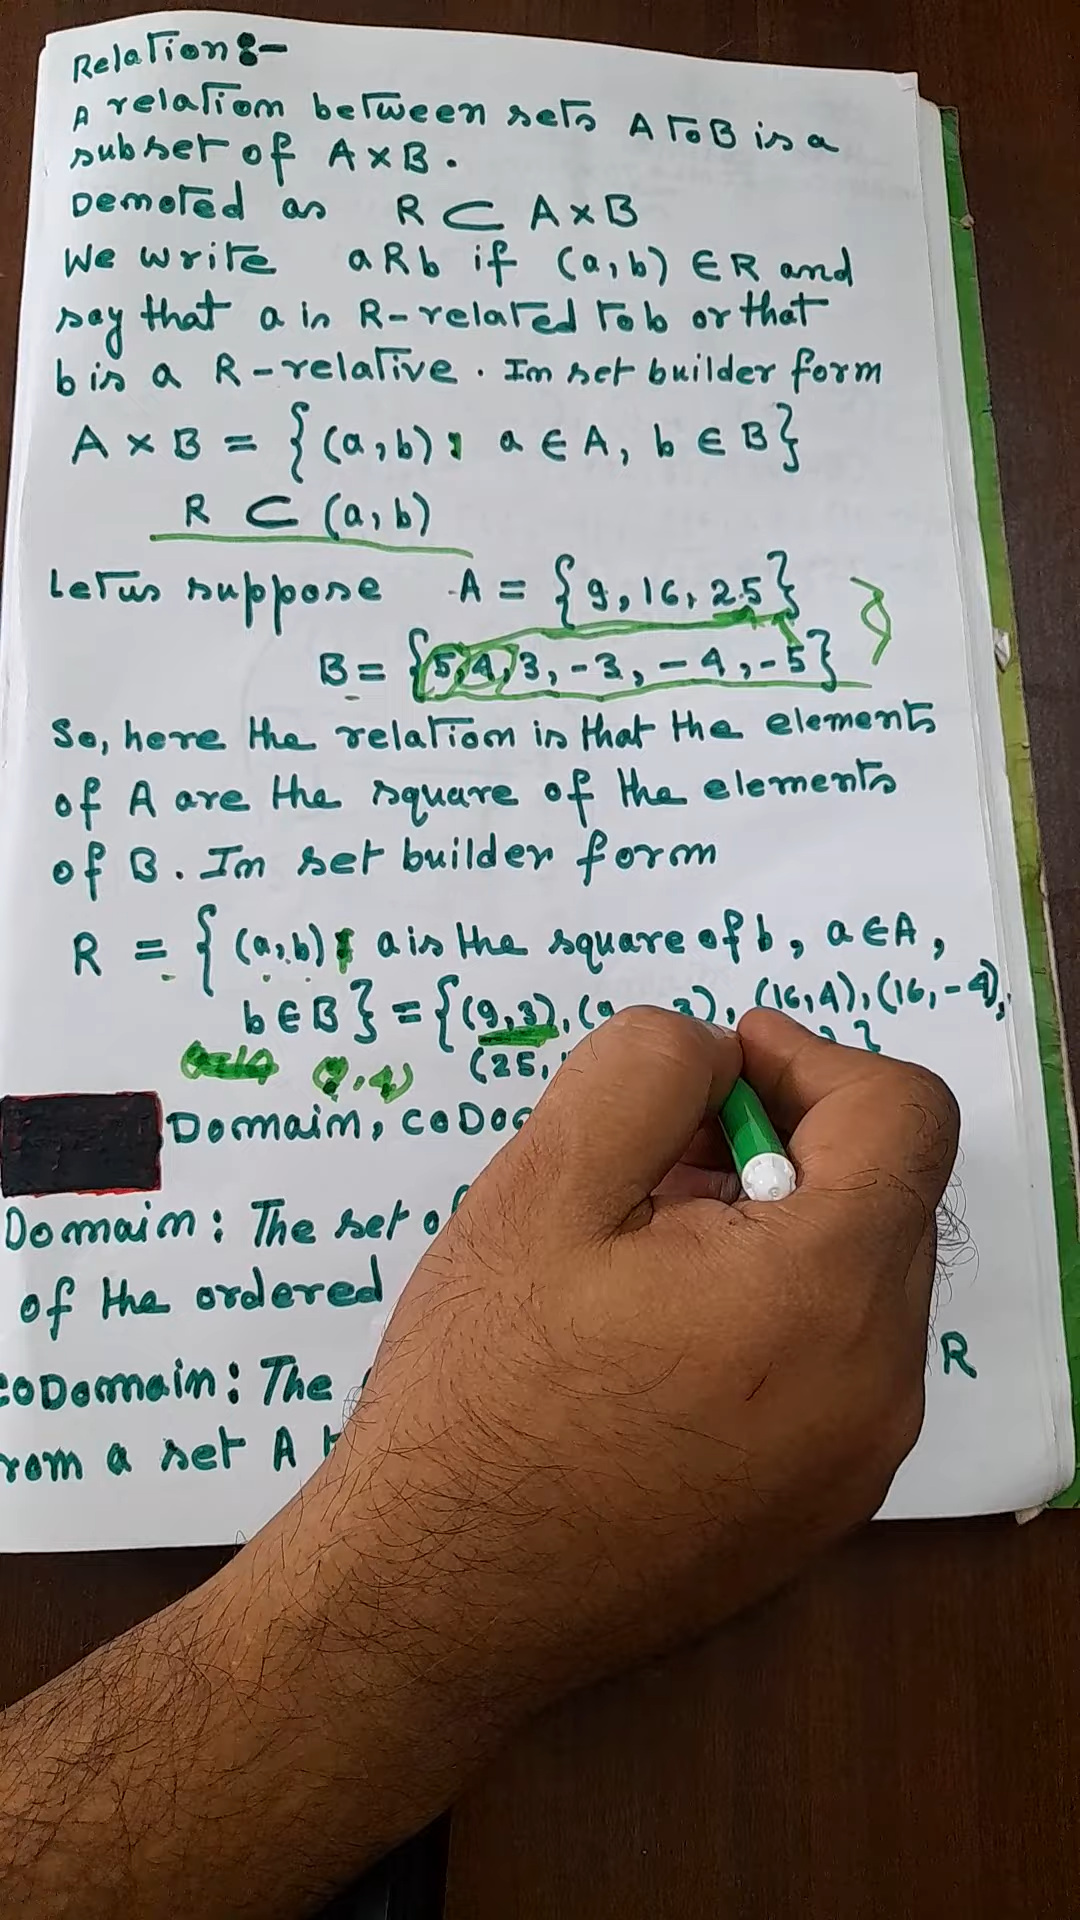 Relation:-
A relation between sets A to B is a
subset of A × B.
Denoted as R ⊂ A × B
We write aRb if (a,b) ∈ R and
say that a is R-related to b or that
b is a R-relative. In set builder form
A × B = {(a,b): a ∈ A, b ∈ B}
R ⊂ (a,b)
Let us suppose A = {9, 16, 25}
B = {5, 4, 3, -3, -4, -5}
So, here the relation is that the elements
of A are the square of the elements
of B. In set builder form
R = {(a,b): a is the square of b, a ∈ A,
b ∈ B} = {(9,3), (9 3), (16,4), (16,-4),
(25, )}
Domain, CoDo
Domain: The set of
of the ordered
CoDomain: The R
rom a set A